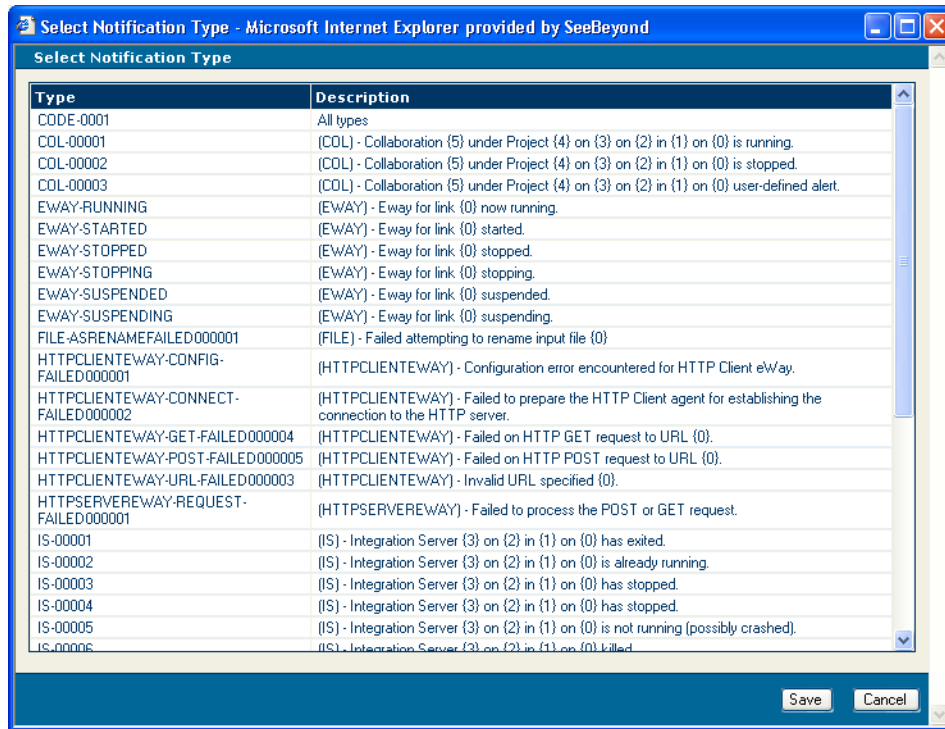 Select Notification Type - Microsoft Internet Explorer provided by SeeBeyond
Select Notification Type
Type Description
CODE-0001 All types
COL-00001 (COL) - Collaboration {5} under Project {4} on {3} on {2} in {1} on {0} is running.
COL-00002 (COL) - Collaboration {5} under Project {4} on {3} on {2} in {1} on {0} is stopped.
COL-00003 (COL) - Collaboration {5} under Project {4} on {3} on {2} in {1} on {0} user-defined alert.
EWAY-RUNNING (EWAY) - Eway for link {0} now running.
EWAY-STARTED (EWAY) - Eway for link {0} started.
EWAY-STOPPED (EWAY) - Eway for link {0} stopped.
EWAY-STOPPING (EWAY) - Eway for link {0} stopping.
EWAY-SUSPENDED (EWAY) - Eway for link {0} suspended.
EWAY-SUSPENDING (EWAY) - Eway for link {0} suspending.
FILE-ASRENAMEFAILED000001 (FILE) - Failed attempting to rename input file {0}
HTTPCLIENTEWAY-CONFIG-
FAILED000001 (HTTPCLIENTEWAY) - Configuration error encountered for HTTP Client eWay.
HTTPCLIENTEWAY-CONNECT- (HTTPCLIENTEWAY) - Failed to prepare the HTTP Client agent for establishing the
FAILED000002 connection to the HTTP server.
HTTPCLIENTEWAY-GET-FAILED000004 (HTTPCLIENTEWAY) - Failed on HTTP GET request to URL {0}.
HTTPCLIENTEWAY-POST-FAILED000005 (HTTPCLIENTEWAY) - Failed on HTTP POST request to URL {0}.
HTTPCLIENTEWAY-URL-FAILED000003 (HTTPCLIENTEWAY) - Invalid URL specified {0}.
HTTPSERVEREWAY-REQUEST-
FAILED000001 (HTTPSERVEREWAY) - Failed to process the POST or GET request.
IS-00001 (IS) - Integration Server {3} on {2} in {1} on {0} has exited.
IS-00002 (IS) - Integration Server {3} on {2} in {1} on {0} is already running.
IS-00003 (IS) - Integration Server {3} on {2} in {1} on {0} has stopped.
IS-00004 (IS) - Integration Server {3} on {2} in {1} on {0} has stopped.
IS-00005 (IS) - Integration Server {3} on {2} in {1} on {0} is not running (possibly crashed).
IS-00006 (IS) - Integration Server {3} on {2} in {1} on {0} killed
Save Cancel